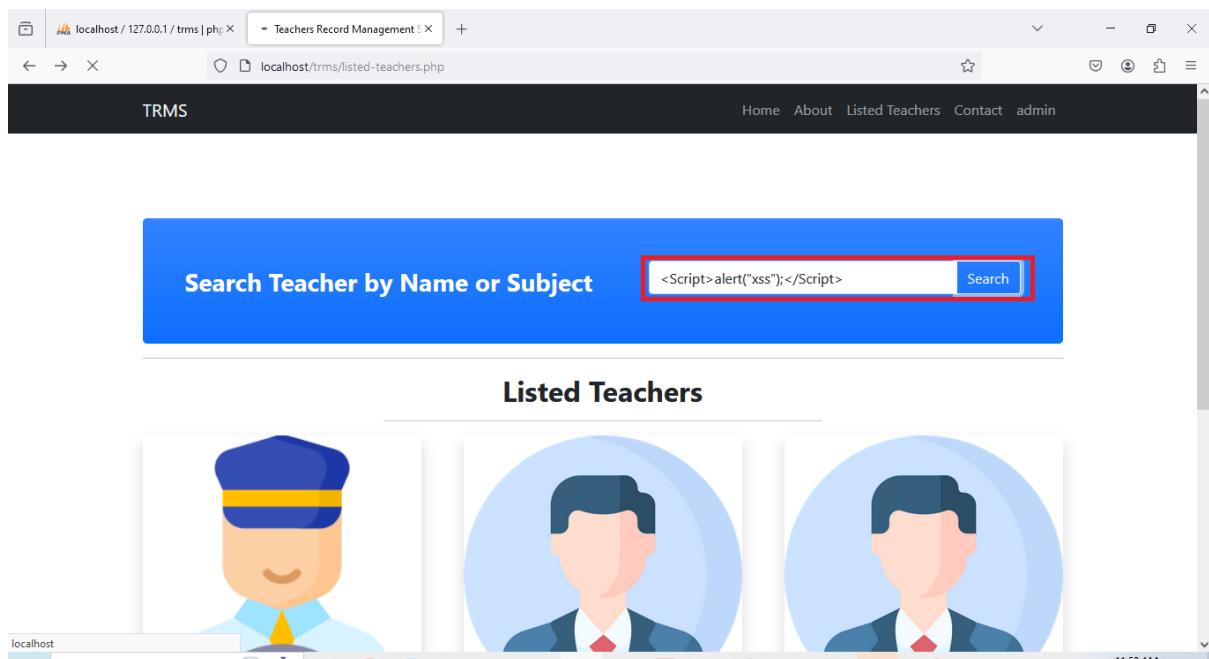 localhost / 127.0.0.1 / trms | php
Teachers Record Management S
localhost/trms/listed-teachers.php
TRMS
Home About Listed Teachers Contact admin
Search Teacher by Name or Subject
<Script>alert("xss");</Script>
Search
Listed Teachers
localhost